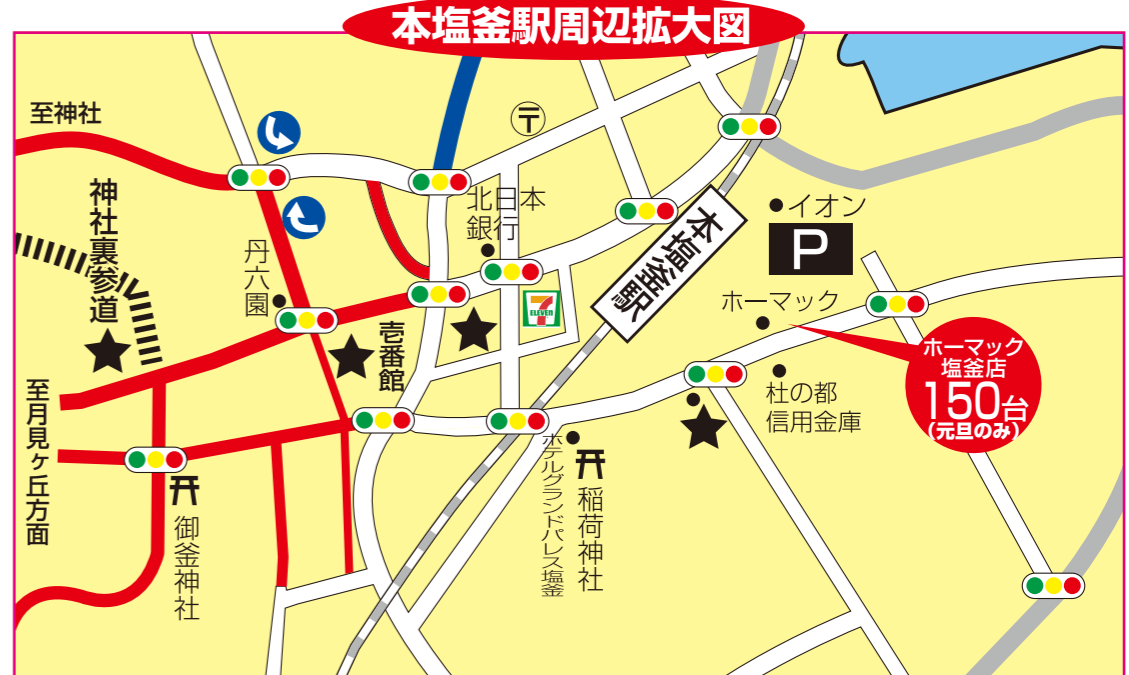 本塩釜駅周辺拡大図
至神社
神社裏参道
丹六園
北日本
銀行
7
ELEVEN
本塩釜駅
イオン
P
ホーマック
ホーマック
塩釜店
150台
(元旦のみ)
壱番館
杜の都
信用金庫
至月見ヶ丘方面
御釜神社
ホテルグランドパレス塩釜
稲荷神社